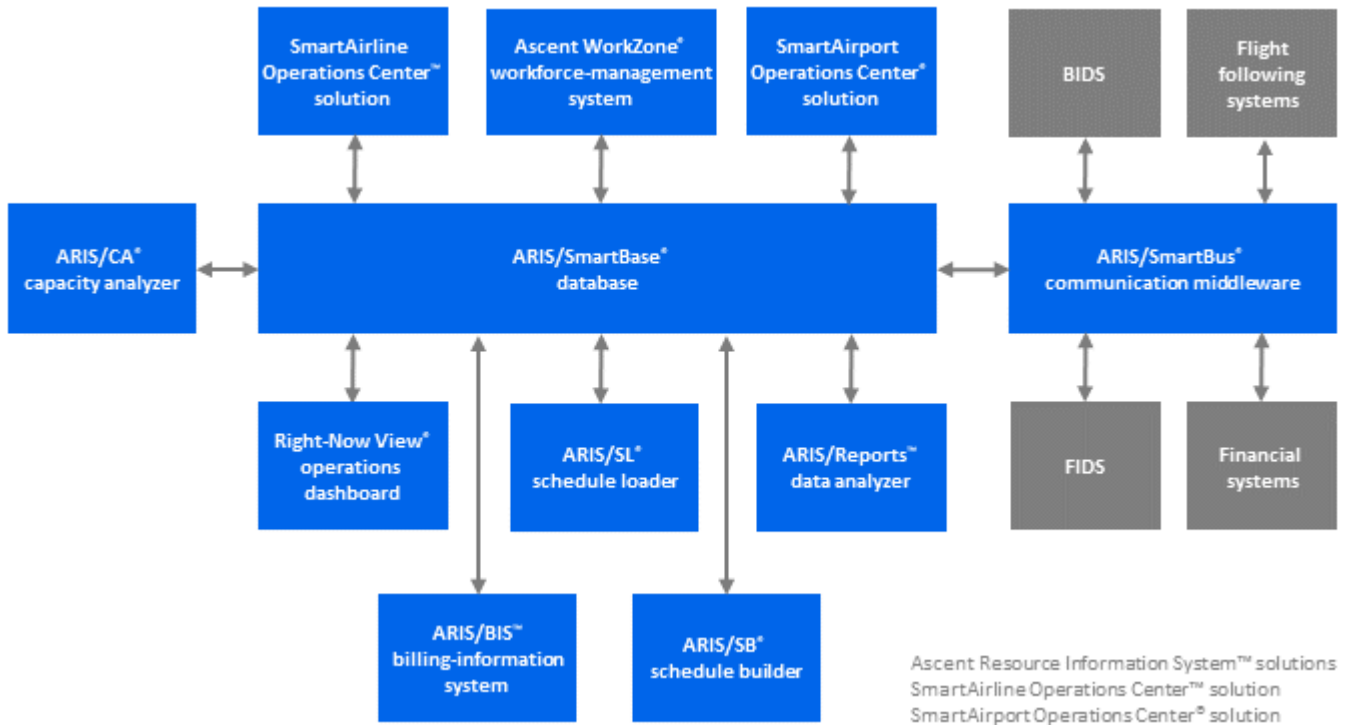 SmartAirline
Operations Center™
solution
Ascent WorkZone®
workforce-management
system
SmartAirport
Operations Center®
solution
BIDS
Flight
following
systems
ARIS/CA®
capacity analyzer
ARIS/SmartBase®
database
ARIS/SmartBus®
communication middleware
Right-Now View®
operations
dashboard
ARIS/SL®
schedule loader
ARIS/Reports™
data analyzer
FIDS
Financial
systems
ARIS/BIS™
billing-information
system
ARIS/SB®
schedule builder
Ascent Resource Information System™ solutions
SmartAirline Operations Center™ solution
SmartAirport Operations Center® solution